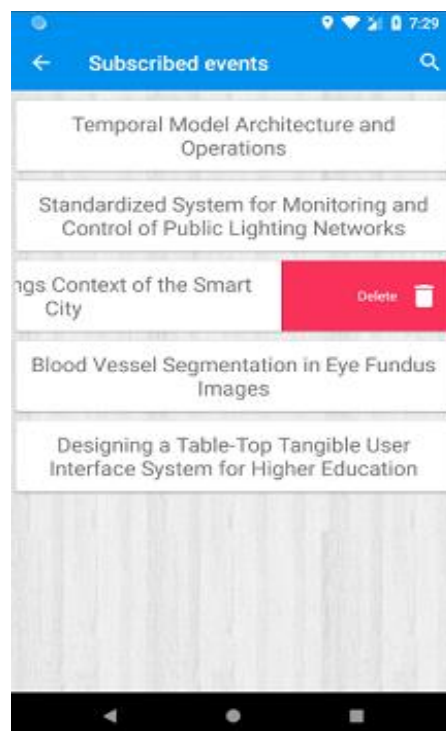 7:29
Subscribed events
Temporal Model Architecture and
Operations
Standardized System for Monitoring and
Control of Public Lighting Networks
ngs Context of the Smart
City
Delete
Blood Vessel Segmentation in Eye Fundus
Images
Designing a Table-Top Tangible User
Interface System for Higher Education